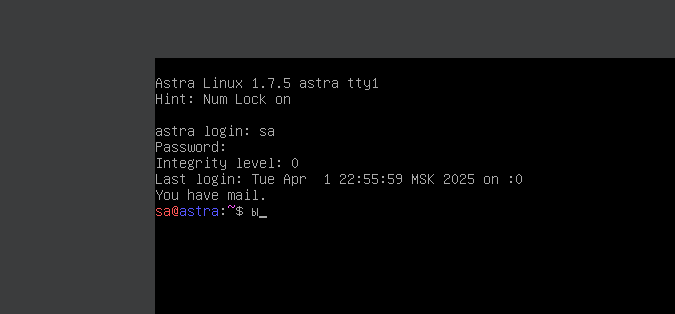 Astra Linux 1.7.5 astra tty1
Hint: Num Lock on
astra login: sa
Password:
Integrity level: 0
Last login: Tue Apr  1 22:55:59 MSK 2025 on :0
You have mail.
sa@astra:~$ ы_